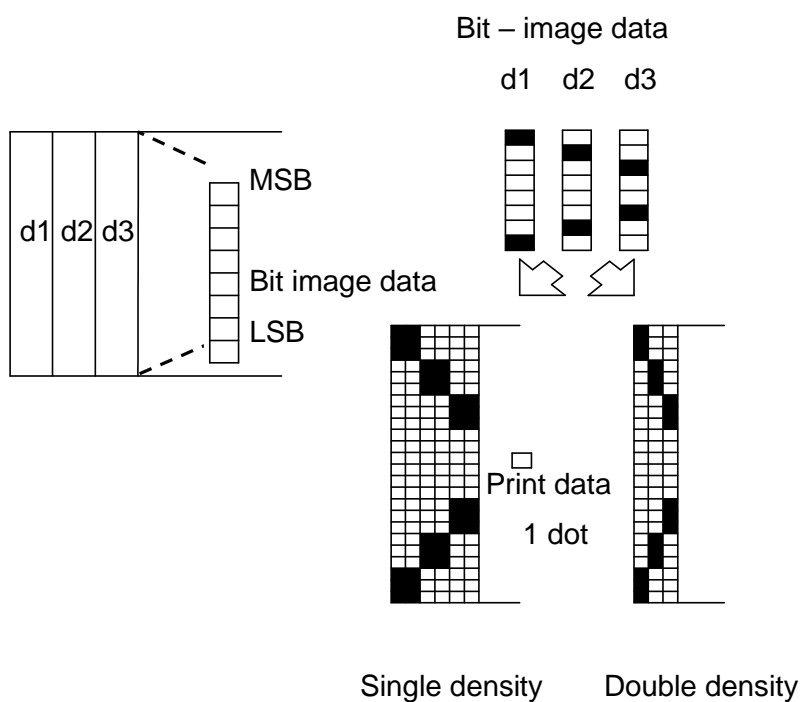 Bit – image data
d1 d2 d3
MSB
d1 d2 d3
Bit image data
LSB
Print data
1 dot
Single density Double density